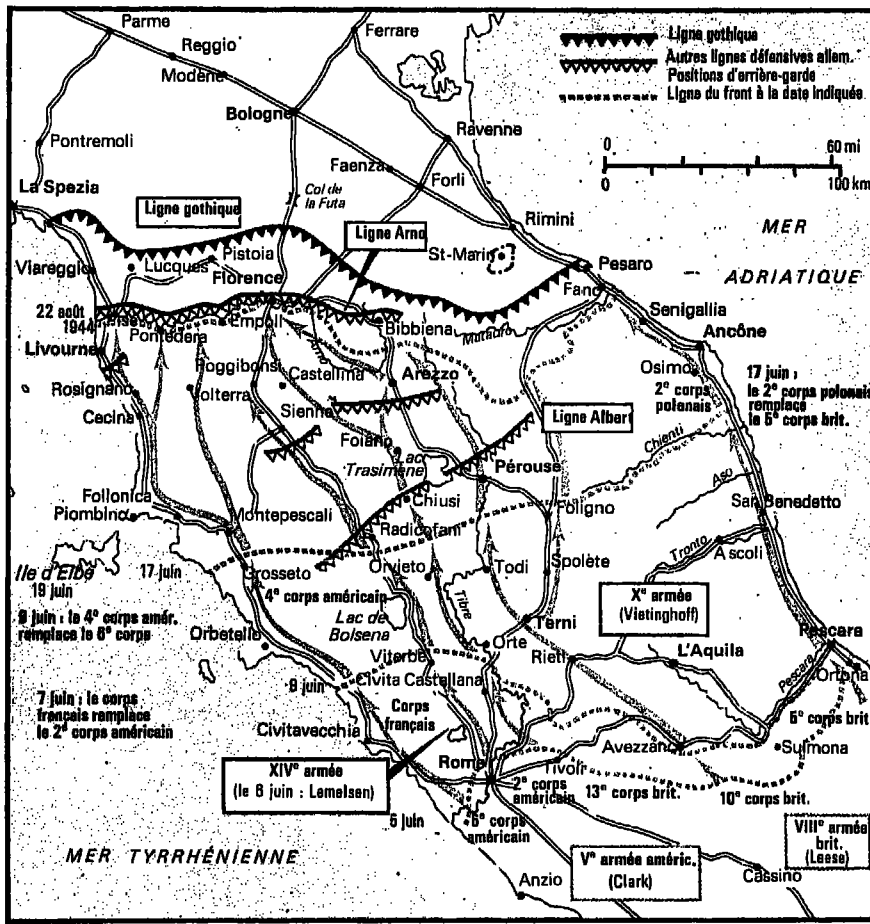 Parme
Reggio
Modène
Ferrare
Bologne
Pontremoli
Ravenne
Faenza
Forli
Col de
la Futa
La Spezia
Rimini
Ligne gothique
Autres lignes défensives allem.
Positions d'errière-garde
Ligne du front à la date indiquée
0
60 mi
0
100 km
Ligne gothique
Ligne Arno
St-Marin
MER
ADRIATIQUE
Pistoia
Lucques
Florence
Viareggio
Pesaro
Fano
Senigallia
Ancône
22 août
1944
Pontedera
Empoli
Bibbiena
Livourne
Arno
Osimo
2e corps
polonais
17 juin :
le 2e corps polonais
remplace
le 5e corps brit.
Poggibonsi
Castellina
Arezzo
Rosignano
Volterra
Cecina
Sienne
Ligne Albert
Foiano
Lac
Trasimène
Chienti
Pérouse
Aso
Chiusi
Follonica
Piombino
Montepescali
Radicofani
Foligno
San Benedetto
Tronto
Ascoli
Ile d'Elbe
19 juin
17 juin
Grosseto
Orvieto
Todi
Spolète
4e corps américain
Tibre
Xe armée
(Vietinghoff)
9 juin : le 4e corps amér.
remplace le 6e corps
Lac de
Bolsena
Terni
Orbetello
Orte
Viterbe
Rieti
L'Aquila
Pescara
Pescara
Ortona
9 juin
Civita Castellana
7 juin : le corps
français remplace
le 2e corps américain
Corps
français
5e corps brit.
Civitavecchia
Avezzano
Sulmona
XIVe armée
(le 6 juin : Lemelsen)
Rome
Tivoli
2e corps
américain
13e corps brit.
10e corps brit.
5 juin
6e corps
américain
MER TYRRHÉNIENNE
VIIIe armée
brit.
(Leese)
Ve armée améric.
(Clark)
Cassino
Anzio